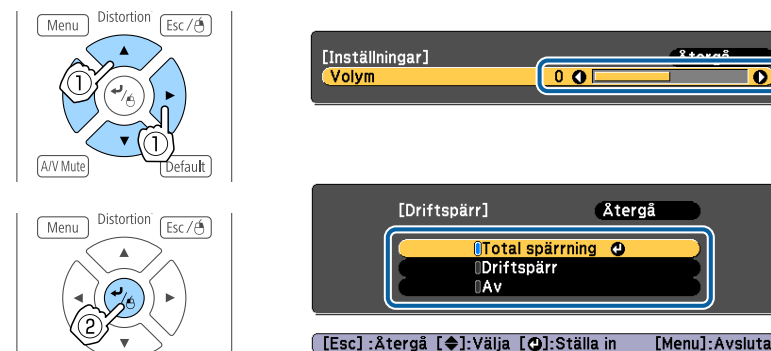 Menu Distortion Esc/
1
1
A/V Mute Default
[Inställningar] Återgå
Volym 0
Menu Distortion Esc/
2
[Driftspärr] Återgå
Total spärrning
Driftspärr
Av
[Esc] :Återgå [ ]:Välja [ ]:Ställa in [Menu]:Avsluta